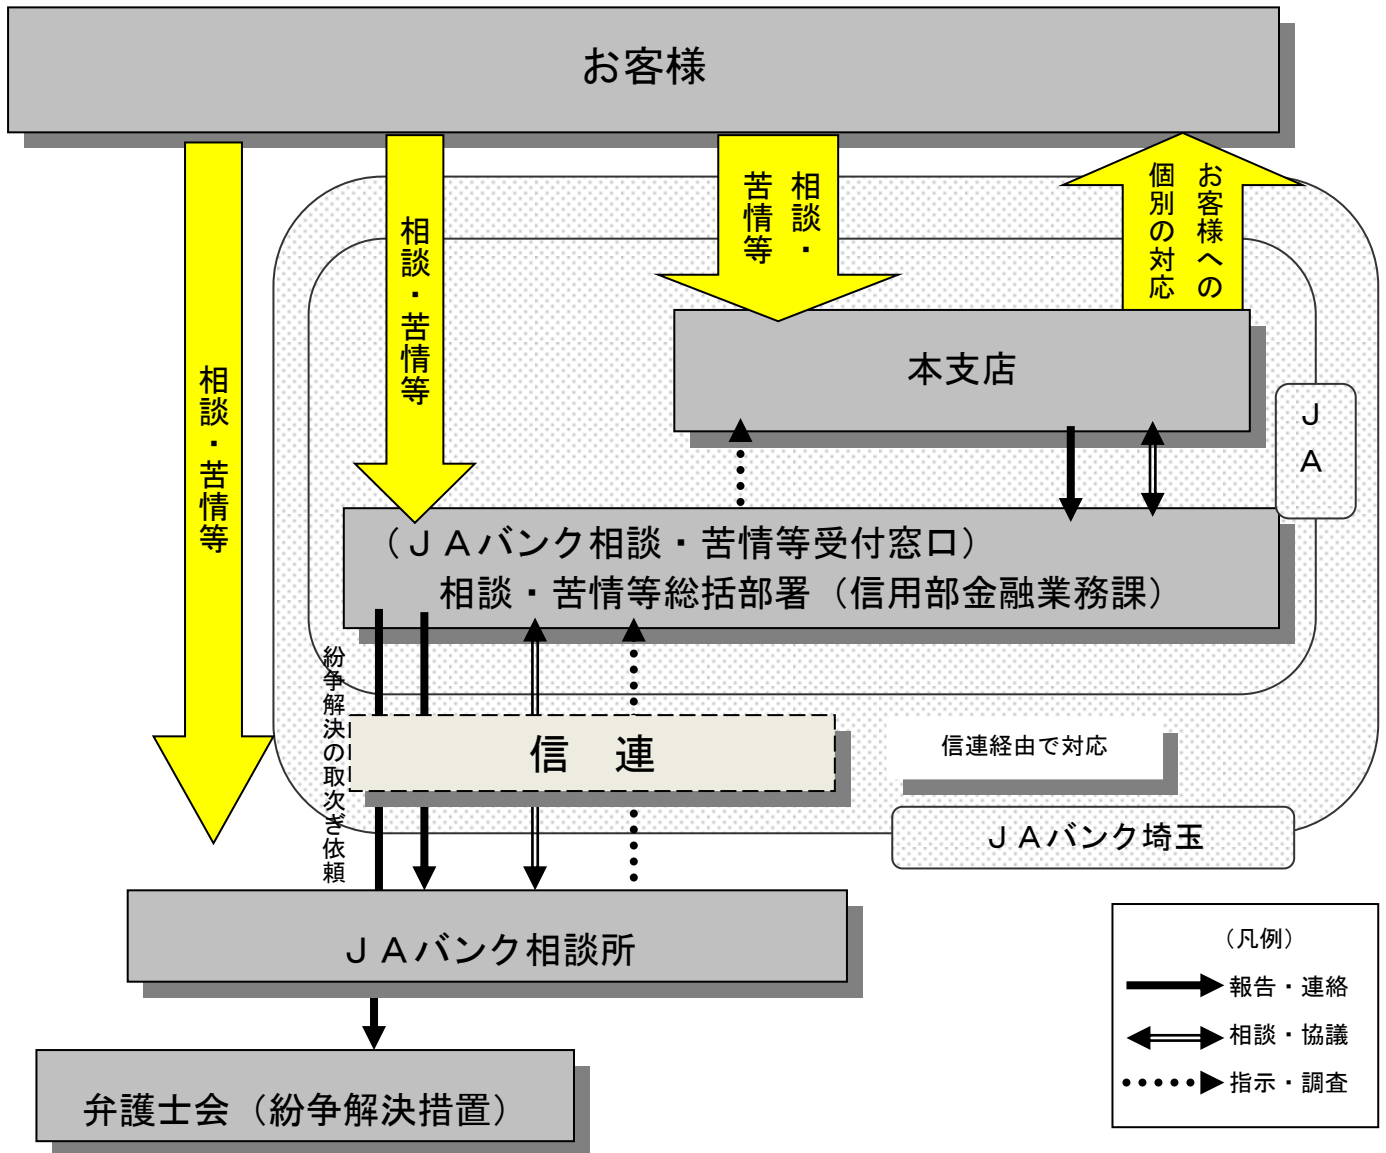 お客様
相談・苦情等
相談・苦情等
相談・
苦情等
お客様への
個別の対応
本支店
ＪＡ
（ＪＡバンク相談・苦情等受付窓口）
相談・苦情等総括部署（信用部金融業務課）
紛争解決の取次ぎ依頼
信　連
信連経由で対応
ＪＡバンク埼玉
ＪＡバンク相談所
弁護士会（紛争解決措置）
（凡例）
報告・連絡
相談・協議
指示・調査